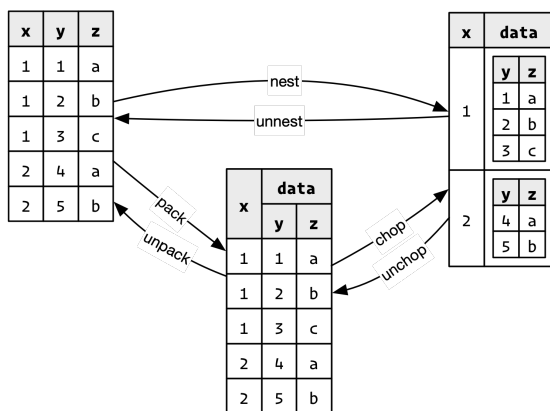 x y z
1 1 a
1 2 b
1 3 c
2 4 a
2 5 b
nest
unnest
x data
1
y z
1 a
2 b
3 c
2
y z
4 a
5 b
pack
unpack
chop
unchop
x data
y z
1 1 a
1 2 b
1 3 c
2 4 a
2 5 b